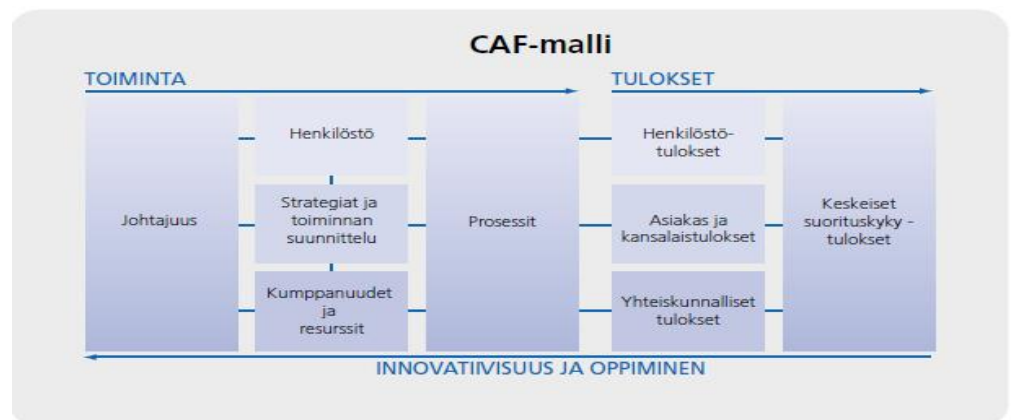 CAF-malli
TOIMINTA
TULOKSET
Johtajuus
Henkilöstö
Strategiat ja
toiminnan
suunnittelu
Kumppanuudet
ja
resurssit
Prosessit
Henkilöstö-
tulokset
Asiakas ja
kansalaistulokset
Yhteiskunnalliset
tulokset
Keskeiset
suorituskyky -
tulokset
INNOVATIIVISUUS JA OPPIMINEN